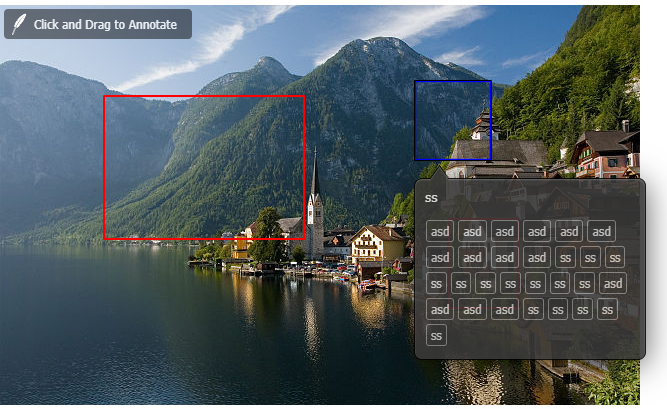 Click and Drag to Annotate
ss
asd asd asd asd asd asd
asd asd asd asd ss ss ss
ss ss ss ss ss ss ss asd
asd asd asd ss ss ss ss
ss